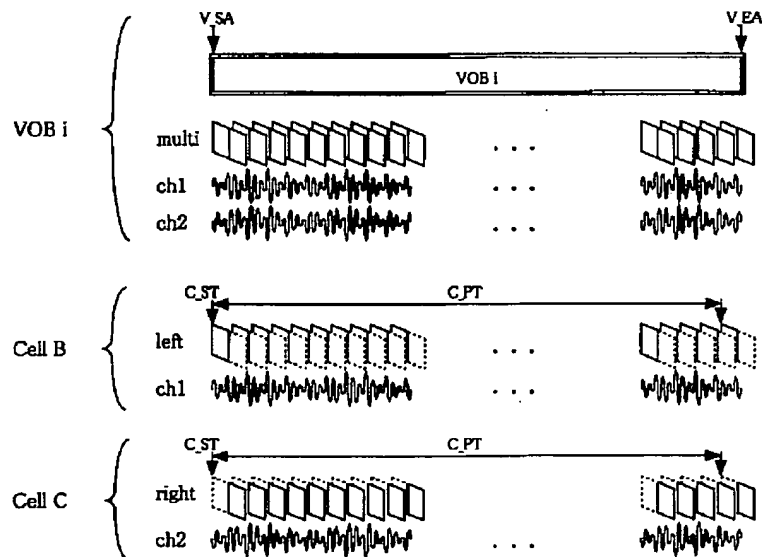 V_SA V_EA
VOB i
VOB i
multi
. . .
ch1
ch2
. . .
C_ST C_PT
Cell B
left
. . .
ch1
. . .
C_ST C_PT
Cell C
right
ch2
. . .